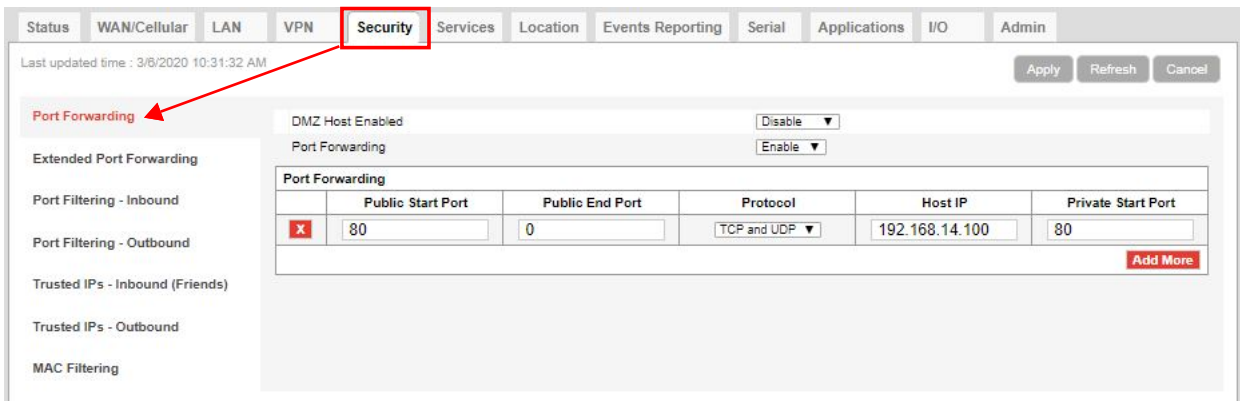 Status WAN/Cellular LAN VPN Security Services Location Events Reporting Serial Applications I/O Admin
Last updated time : 3/6/2020 10:31:32 AM
Apply Refresh Cancel
Port Forwarding
DMZ Host Enabled Disable ▼
Port Forwarding Enable ▼
Extended Port Forwarding
Port Filtering - Inbound
Port Filtering - Outbound
Trusted IPs - Inbound (Friends)
Trusted IPs - Outbound
MAC Filtering
Port Forwarding
Public Start Port Public End Port Protocol Host IP Private Start Port
X 80 0 TCP and UDP ▼ 192.168.14.100 80
Add More